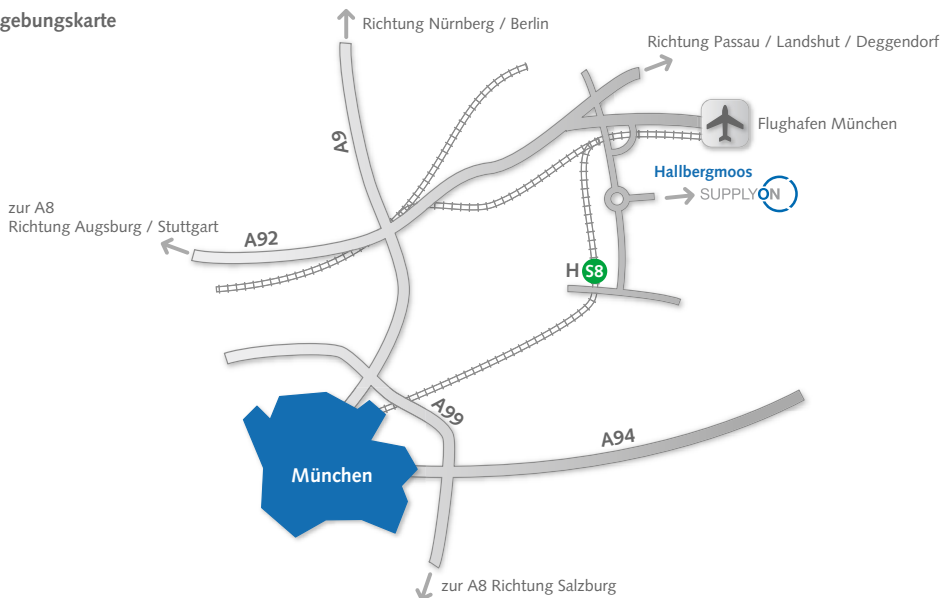 gebungskarte
Richtung Nürnberg / Berlin
Richtung Passau / Landshut / Deggendorf
A9
Flughafen München
Hallbergmoos
SUPPLYON
zur A8
Richtung Augsburg / Stuttgart
A92
H S8
A99
A94
München
zur A8 Richtung Salzburg